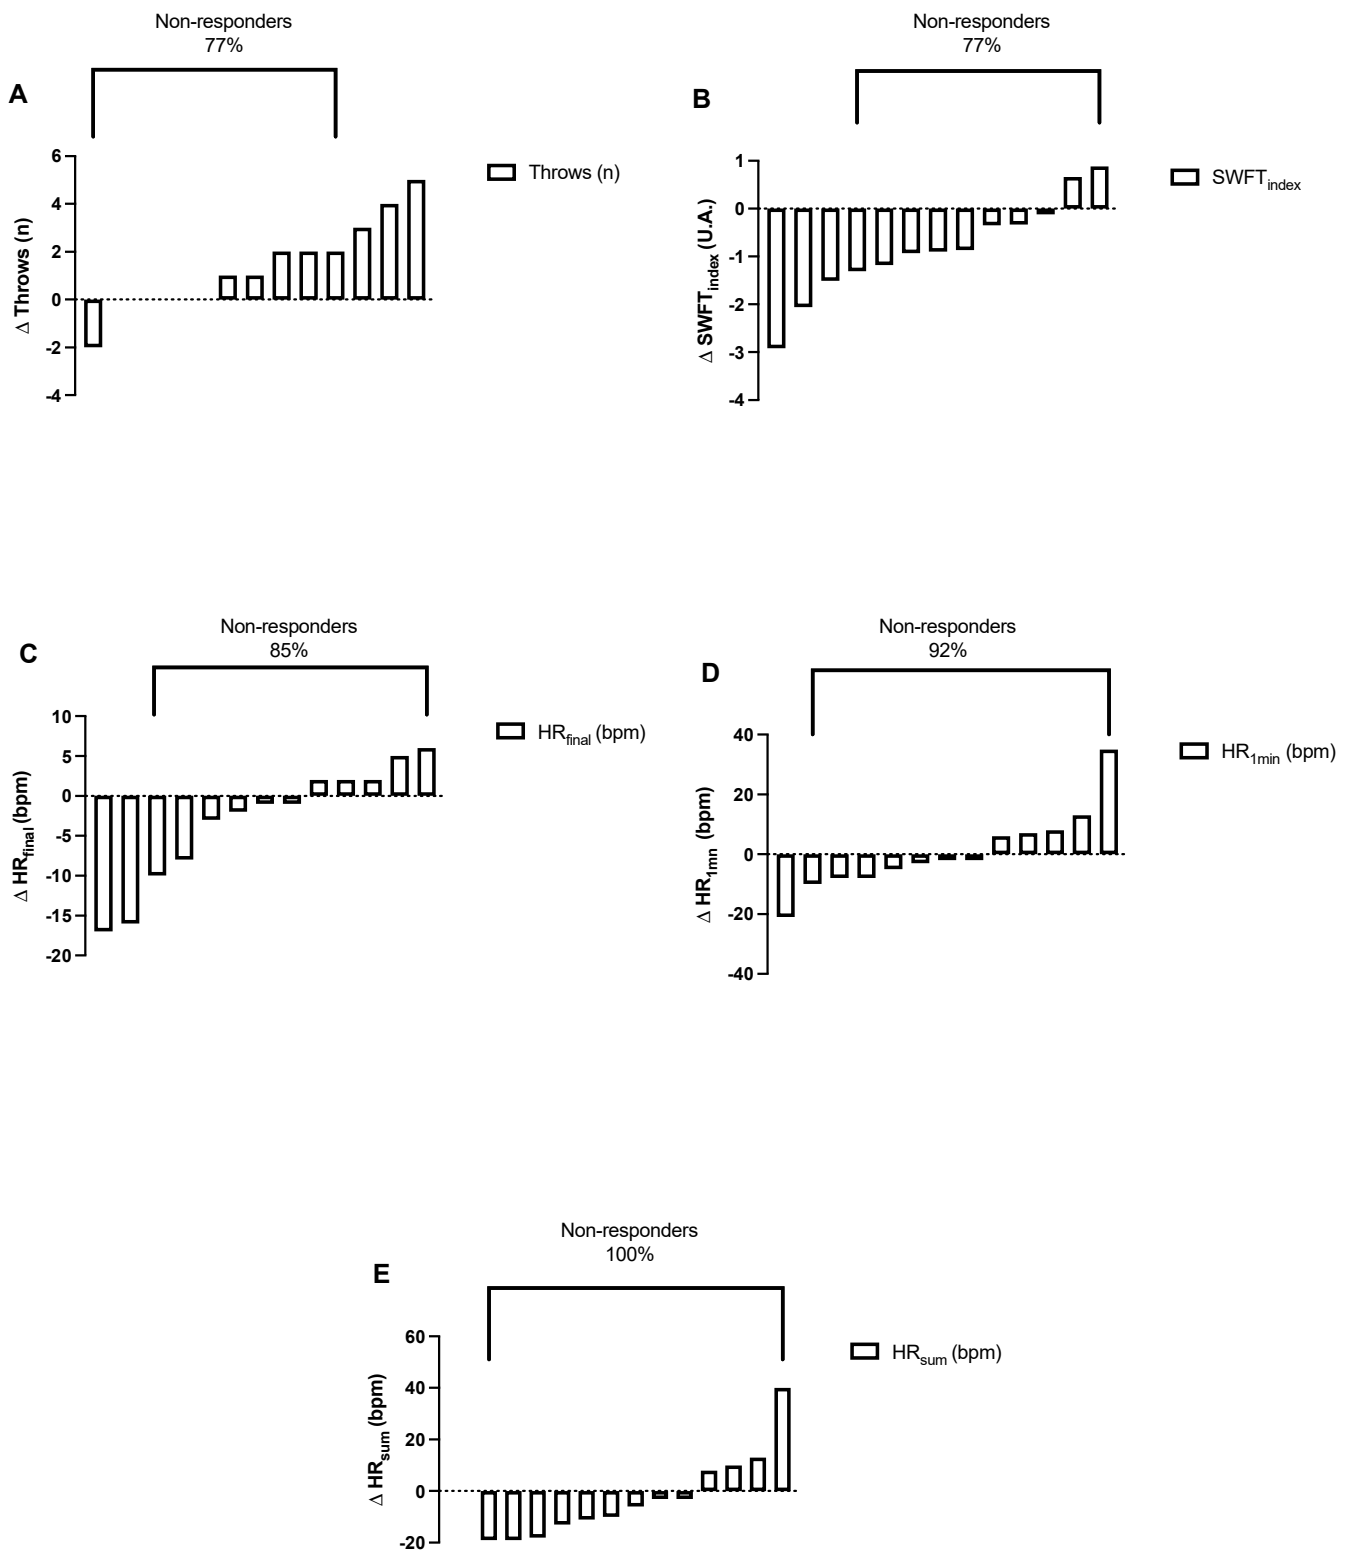 Non-responders
77%
A
6
4
2
0
-2
-4
Δ Throws (n)
Throws (n)
Non-responders
77%
B
1
0
-1
-2
-3
-4
Δ SWFTindex (U.A.)
SWFTindex
Non-responders
85%
C
10
5
0
-5
-10
-15
-20
Δ HRfinal (bpm)
HRfinal (bpm)
Non-responders
92%
D
40
20
0
-20
-40
Δ HR1mn (bpm)
HR1min (bpm)
Non-responders
100%
E
60
40
20
0
-20
Δ HRsum (bpm)
HRsum (bpm)